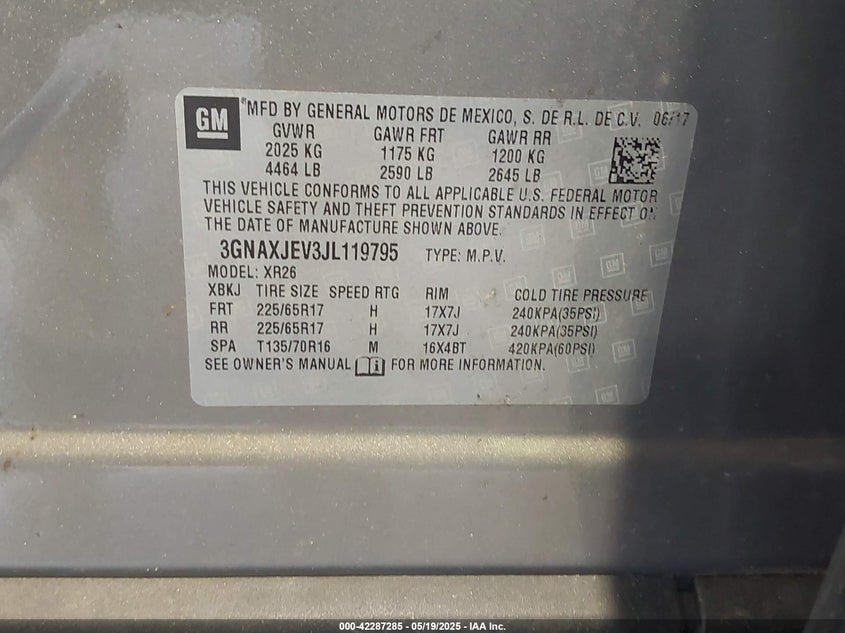 GM ®MFD BY GENERAL MOTORS DE MEXICO, S. DE R.L. DE C.V. 06/17
GVWR GAWR FRT GAWR RR
2025 KG 1175 KG 1200 KG
4464 LB 2590 LB 2645 LB
THIS VEHICLE CONFORMS TO ALL APPLICABLE U.S. FEDERAL MOTOR
VEHICLE SAFETY AND THEFT PREVENTION STANDARDS IN EFFECT ON
THE DATE OF MANUFACTURE SHOWN ABOVE.
3GNAXJEV3JL119795 TYPE: M.P.V.
MODEL: XR26
XBKJ TIRE SIZE SPEED RTG RIM COLD TIRE PRESSURE
FRT 225/65R17 H 17X7J 240KPA(35PSI)
RR 225/65R17 H 17X7J 240KPA(35PSI)
SPA T135/70R16 M 16X4BT 420KPA(60PSI)
SEE OWNER'S MANUAL FOR MORE INFORMATION.
000-42287285 - 05/19/2025 - IAA Inc.